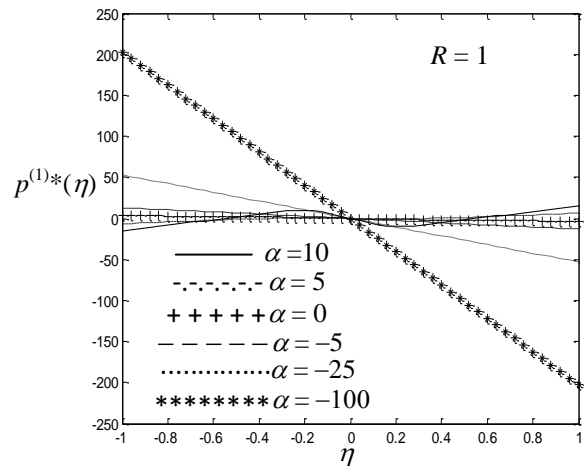 250
200
150
100
50
0
-50
-100
-150
-200
-250
p^{(1)}*(η)
R = 1
α = 10
α = 5
α = 0
α = −5
α = −25
α = −100
-1 -0.8 -0.6 -0.4 -0.2 0 0.2 0.4 0.6 0.8 1
η